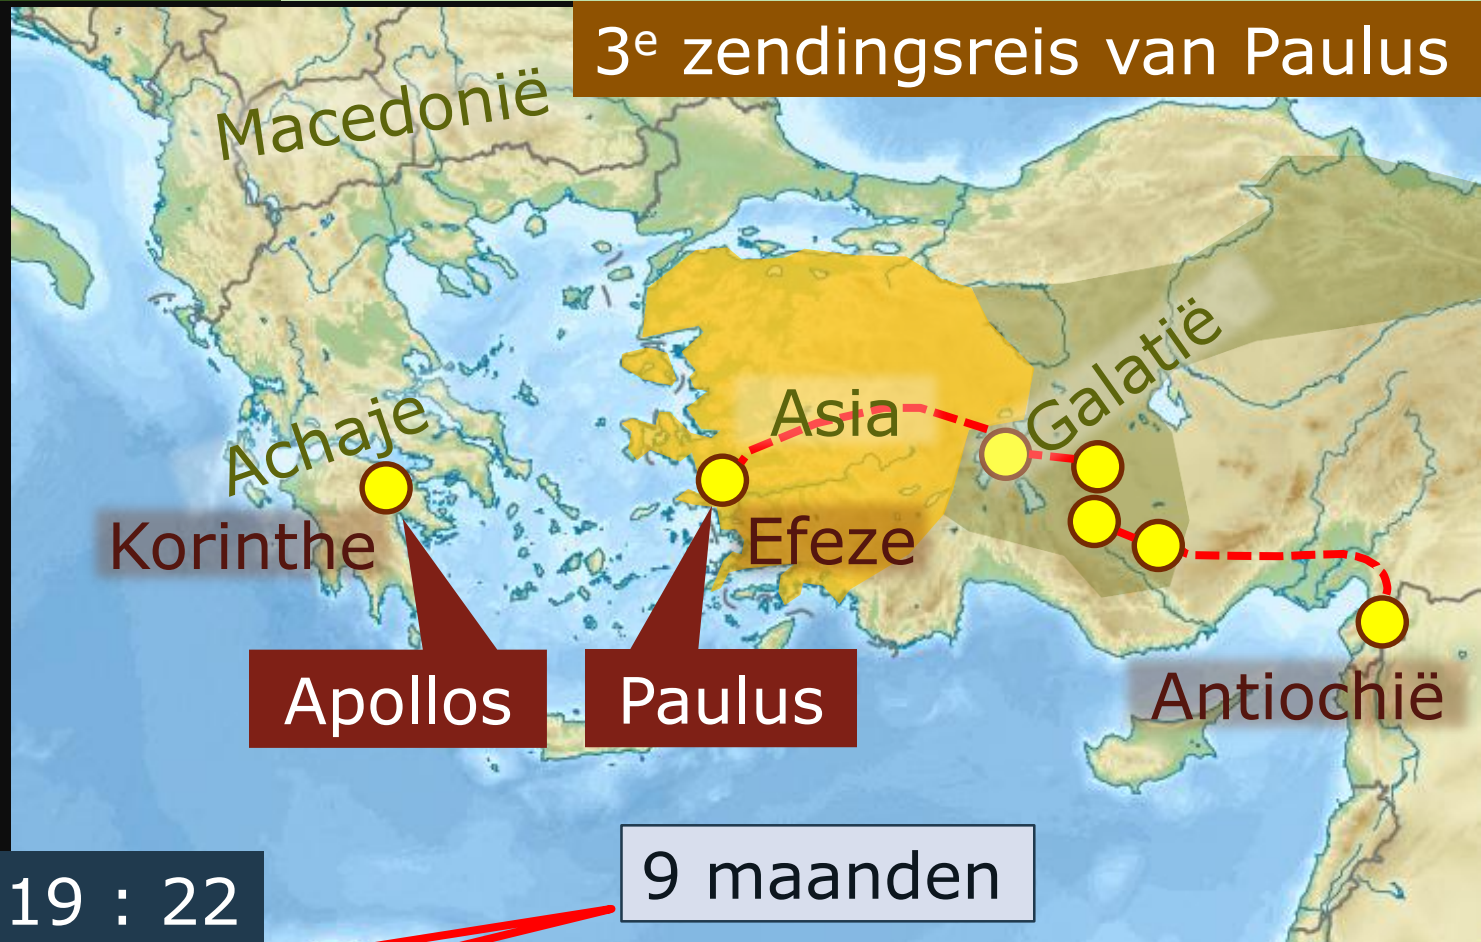 3e zendingsreis van Paulus
Macedonië
Galatië
Asia
Achaje
Korinthe
Efeze
Apollos
Paulus
Antiochië
9 maanden
19 : 22